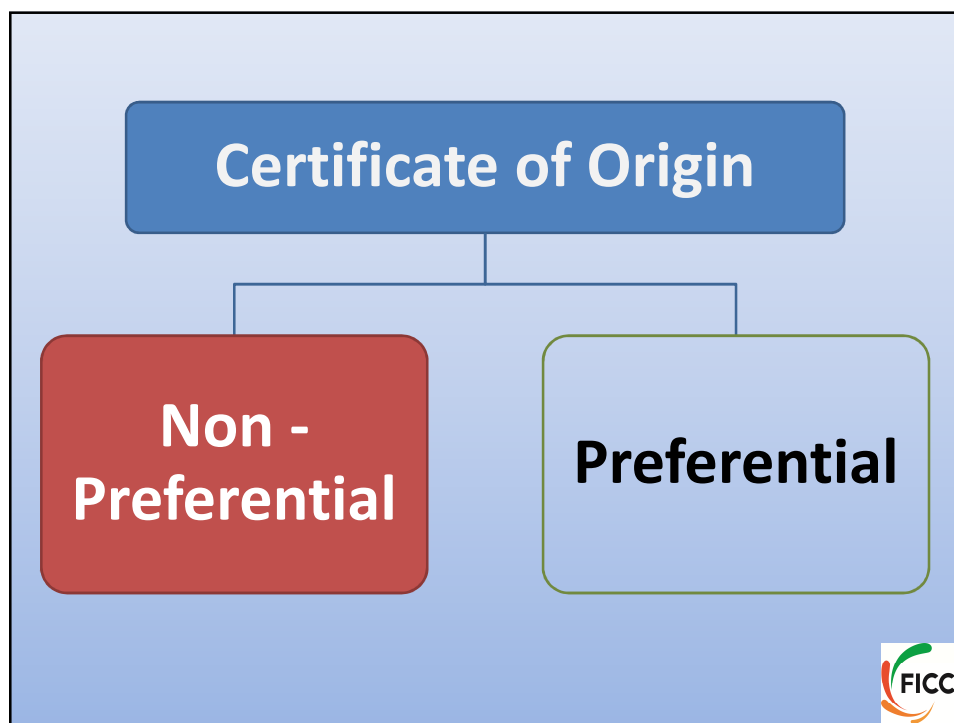 Certificate of Origin
Non -
Preferential
Preferential
FICC